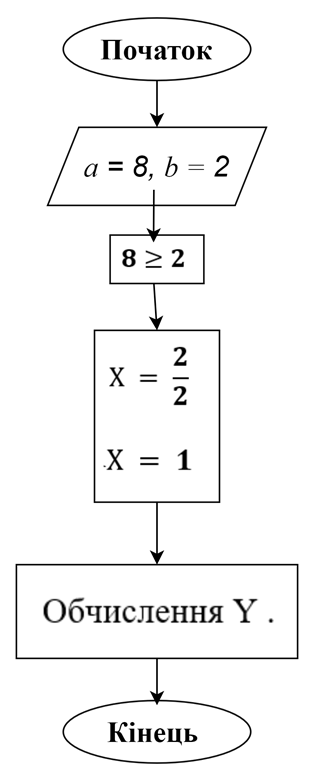 Початок
a = 8, b = 2
8 ≥ 2
X = 2/2
X = 1
Обчислення Y .
Кінець